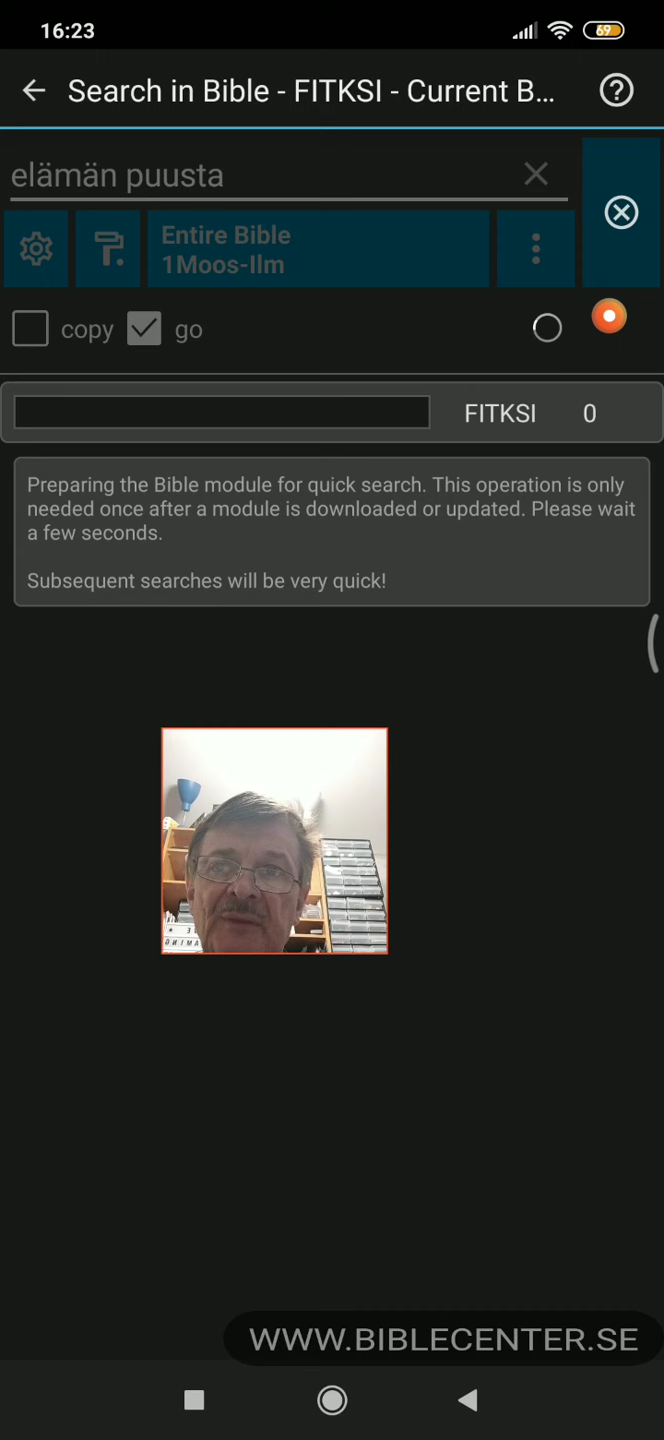 16:23
69
Search in Bible - FITKSI - Current B...
elämän puusta
Entire Bible
1Moos-Ilm
copy
go
FITKSI 0
Preparing the Bible module for quick search. This operation is only
needed once after a module is downloaded or updated. Please wait
a few seconds.
Subsequent searches will be very quick!
WWW.BIBLECENTER.SE